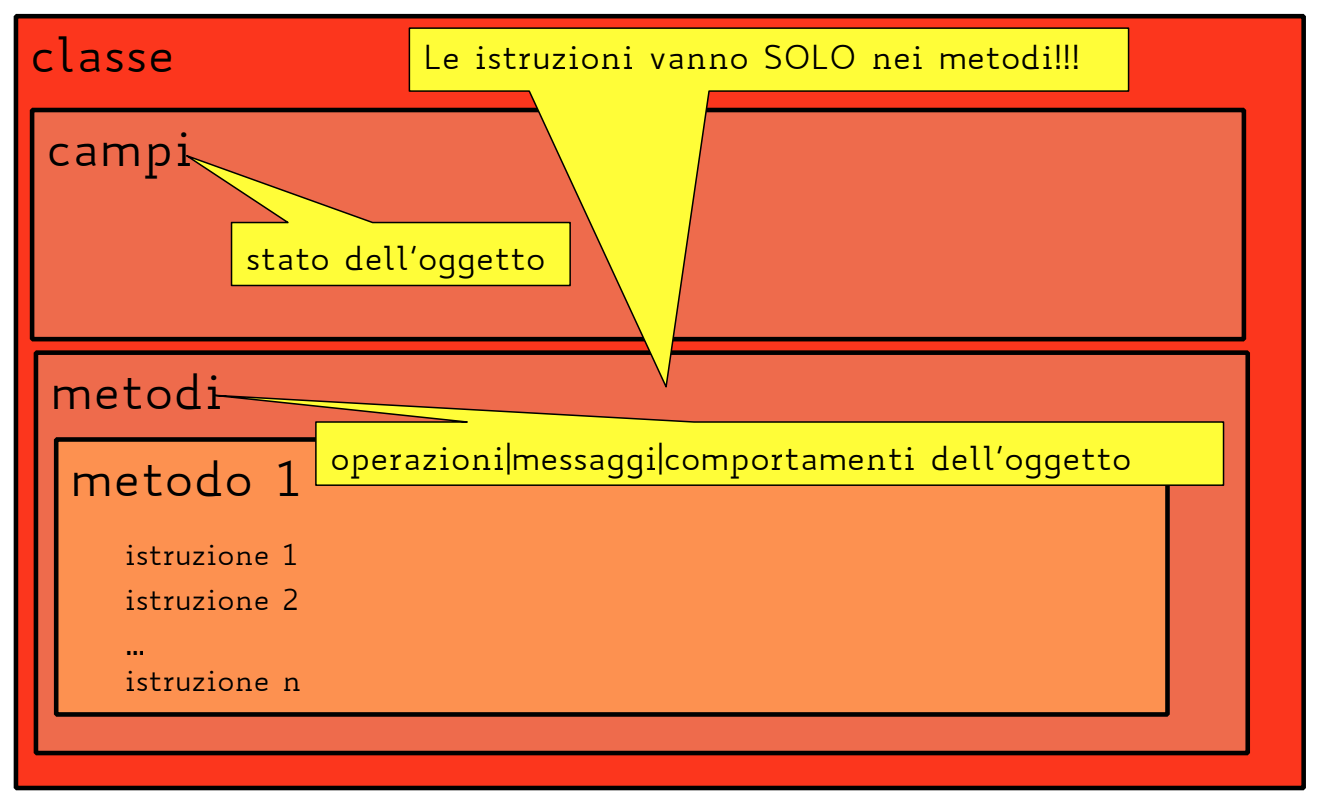 classe
Le istruzioni vanno SOLO nei metodi!!!
campi
stato dell’oggetto
metodi
operazioni|messaggi|comportamenti dell’oggetto
metodo 1
istruzione 1
istruzione 2
…
istruzione n